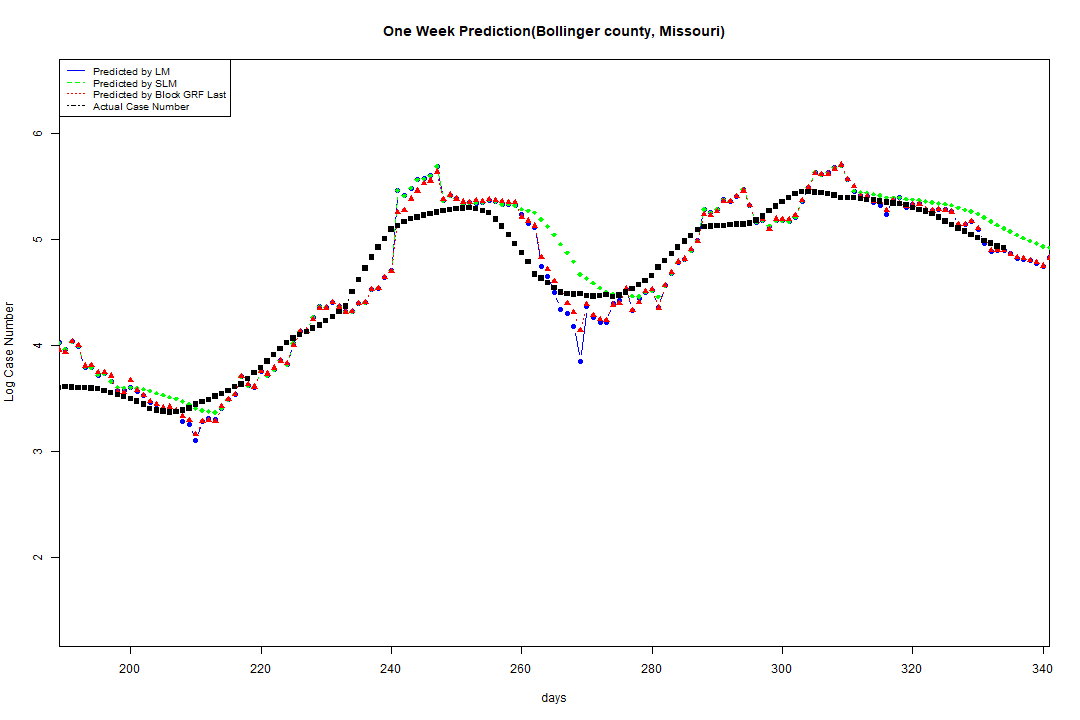 One Week Prediction(Bollinger county, Missouri)
Predicted by LM
Predicted by SLM
Predicted by Block GRF Last
Actual Case Number
6
5
4
3
2
Log Case Number
200 220 240 260 280 300 320 340
days